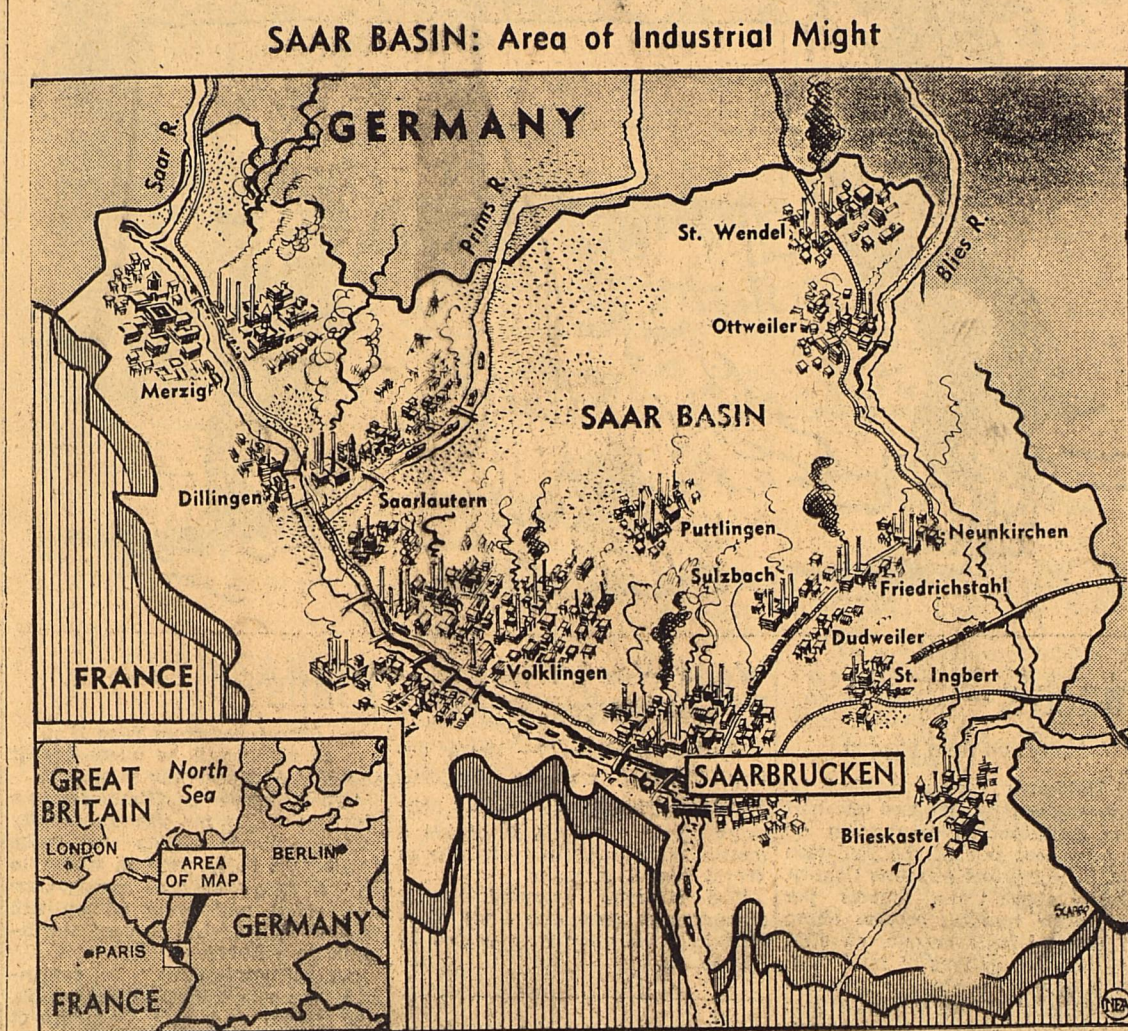 SAAR BASIN: Area of Industrial Might
GERMANY
Saar R.
Prims R.
St. Wendel
Blies R.
Ottweiler
Merzig
SAAR BASIN
Dillingen
Saarlautern
Puttlingen
Neunkirchen
Sulzbach
Friedrichstahl
Dudweiler
FRANCE
Volklingen
St. Ingbert
SAARBRUCKEN
Blieskastel
GREAT
BRITAIN
North
Sea
LONDON
AREA
OF MAP
BERLIN
GERMANY
PARIS
FRANCE
NEA